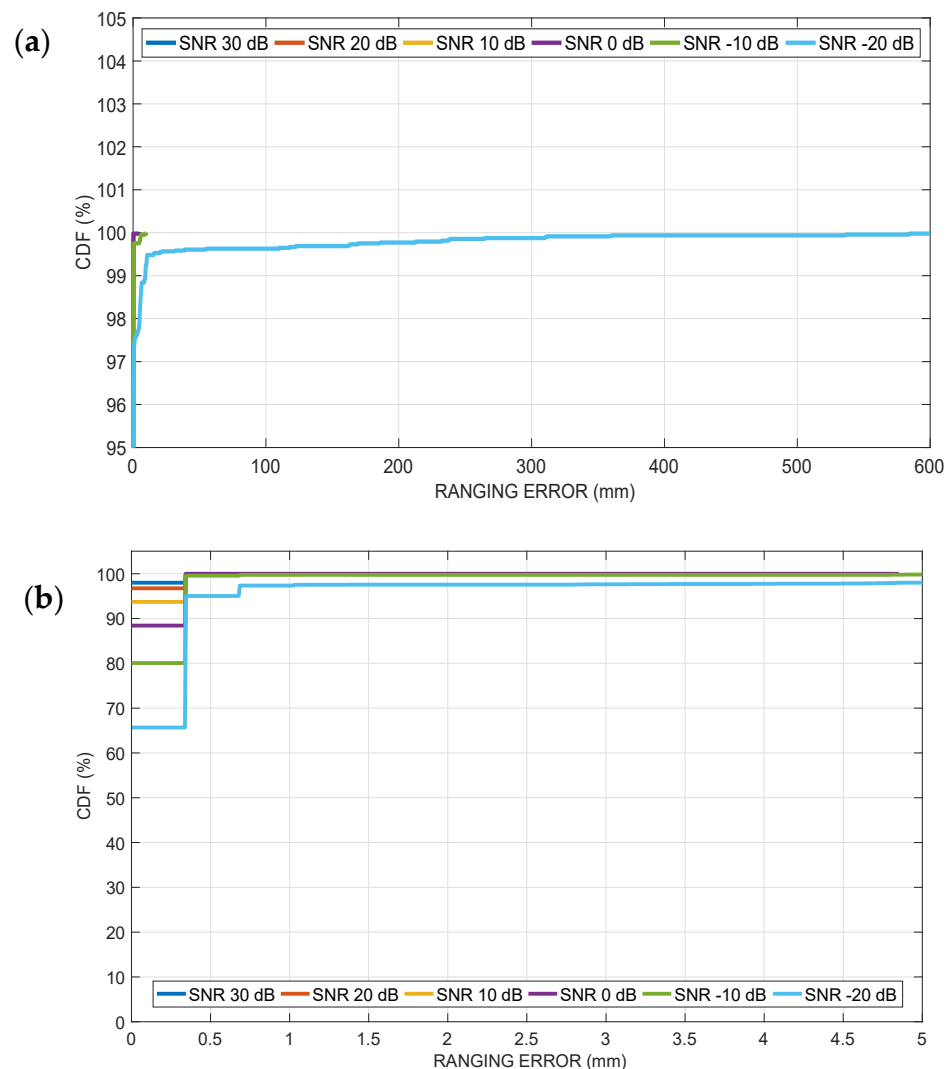 (a)
105
SNR 30 dB SNR 20 dB SNR 10 dB SNR 0 dB SNR -10 dB SNR -20 dB
104
103
102
101
100
99
98
97
96
95
CDF (%)
0 100 200 300 400 500 600
RANGING ERROR (mm)
(b)
100
90
80
70
60
50
40
30
20
10
0
CDF (%)
SNR 30 dB SNR 20 dB SNR 10 dB SNR 0 dB SNR -10 dB SNR -20 dB
0 0.5 1 1.5 2 2.5 3 3.5 4 4.5 5
RANGING ERROR (mm)